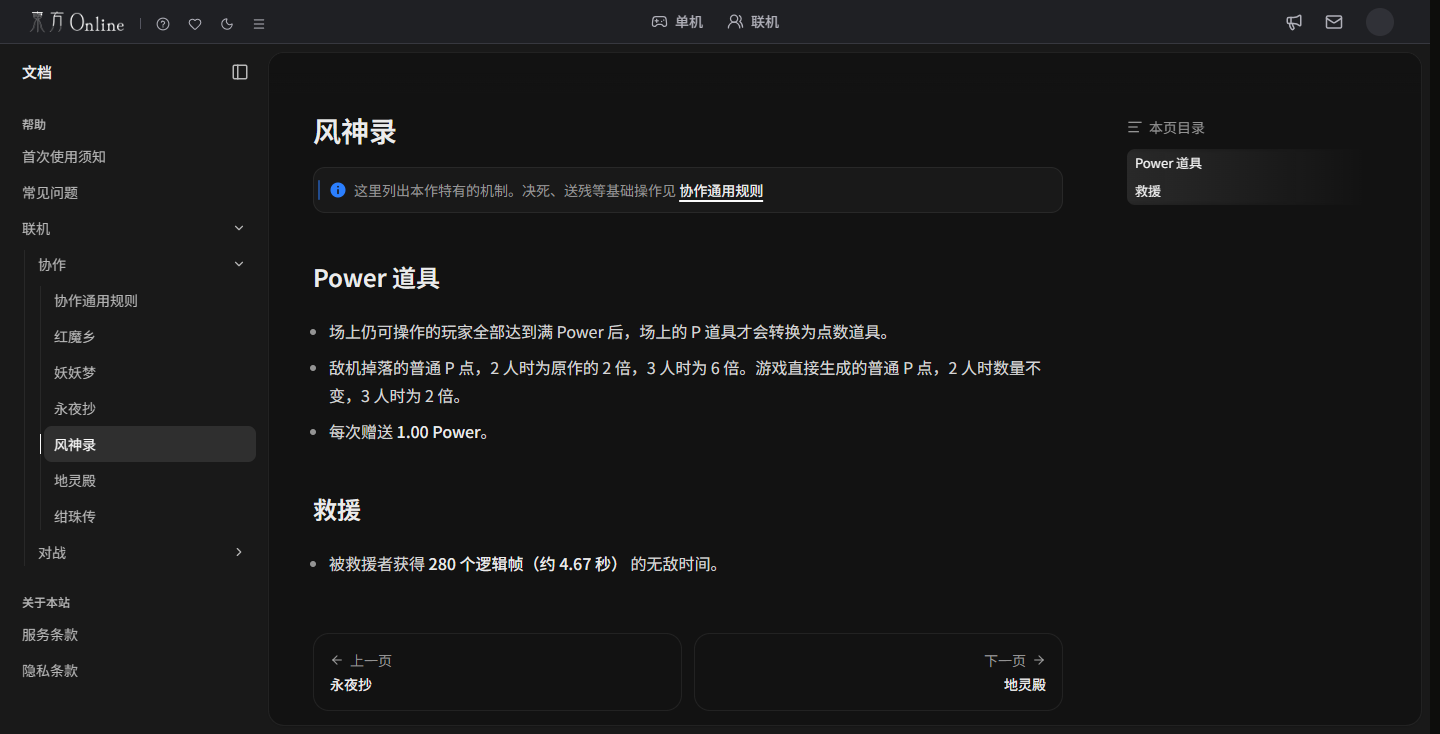 東方Online
单机
联机
文档
帮助
首次使用须知
常见问题
联机
协作
协作通用规则
红魔乡
妖妖梦
永夜抄
风神录
地灵殿
绀珠传
对战
关于本站
服务条款
隐私条款
风神录
这里列出本作特有的机制。决死、送残等基础操作见 协作通用规则
Power 道具
场上仍可操作的玩家全部达到满 Power 后，场上的 P 道具才会转换为点数道具。
敌机掉落的普通 P 点，2 人时为原作的 2 倍，3 人时为 6 倍。游戏直接生成的普通 P 点，2 人时数量不
变，3 人时为 2 倍。
每次赠送 1.00 Power。
救援
被救援者获得 280 个逻辑帧（约 4.67 秒） 的无敌时间。
上一页
永夜抄
下一页
地灵殿
本页目录
Power 道具
救援